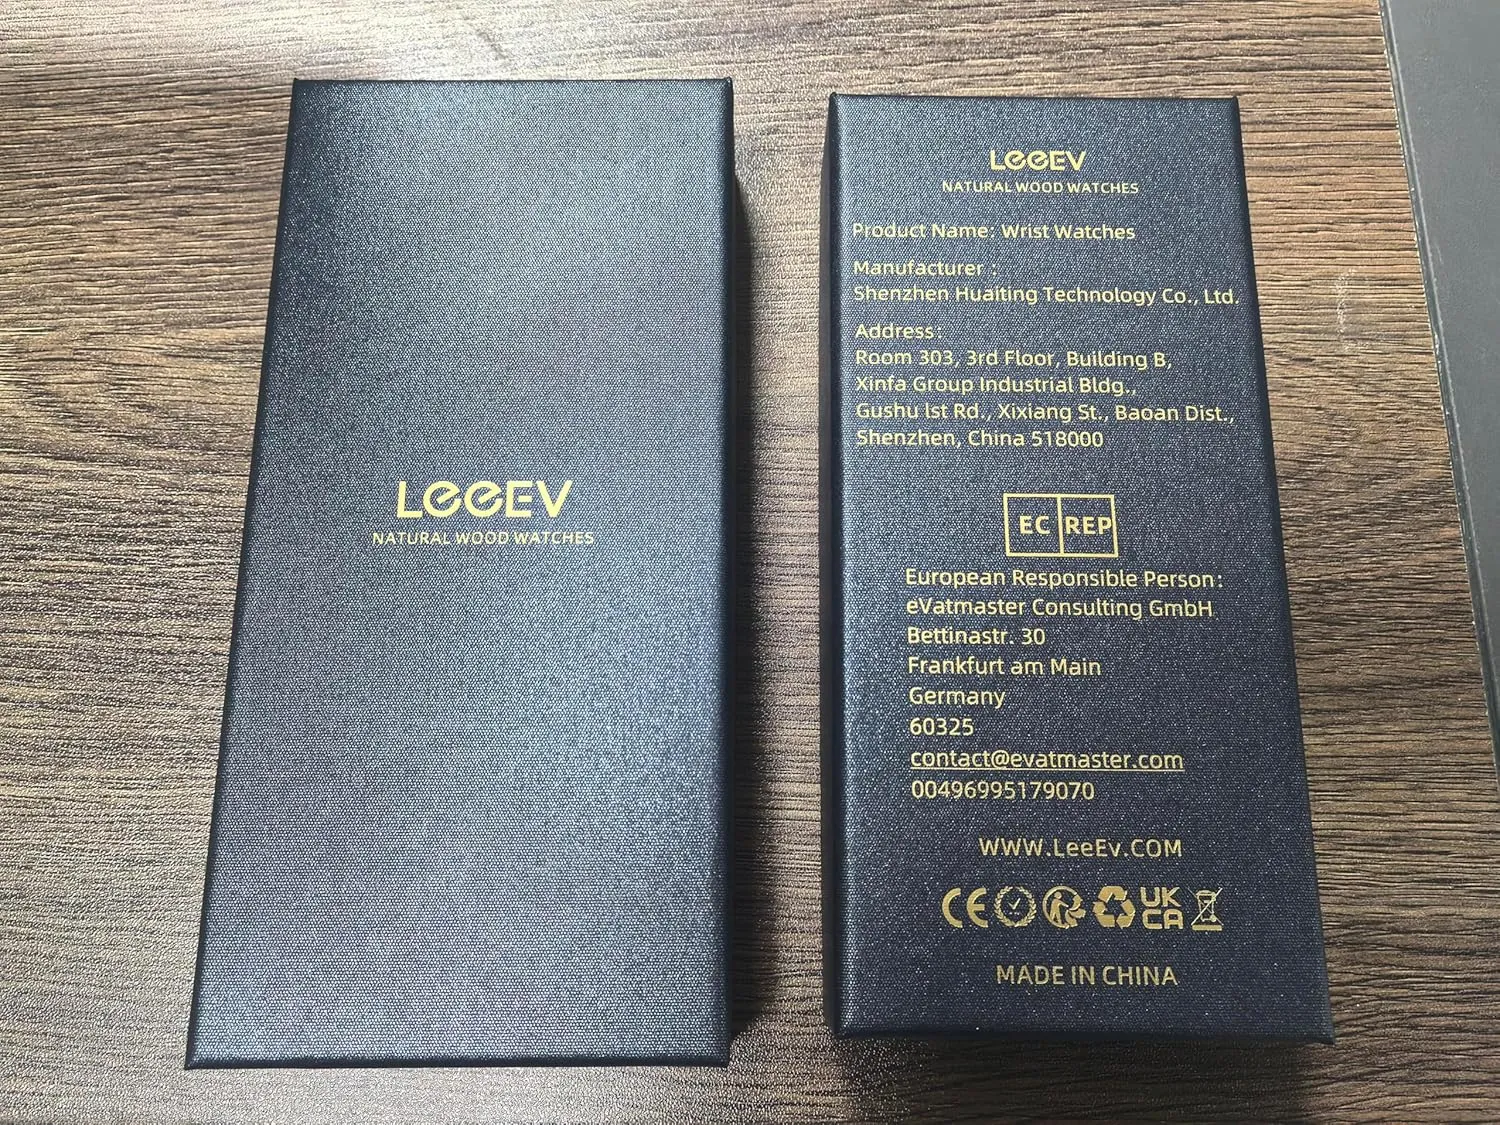 LeeEV
NATURAL WOOD WATCHES
LeeEV
NATURAL WOOD WATCHES
Product Name: Wrist Watches
Manufacturer :
Shenzhen Huaiting Technology Co., Ltd.
Address:
Room 303, 3rd Floor, Building B,
Xinfa Group Industrial Bldg.,
Gushu lst Rd., Xixiang St., Baoan Dist.,
Shenzhen, China 518000
EC REP
European Responsible Person:
eVatmaster Consulting GmbH
Bettinastr. 30
Frankfurt am Main
Germany
60325
contact@evatmaster.com
00496995179070
WWW.LeeEv.COM
CE UK CA
MADE IN CHINA